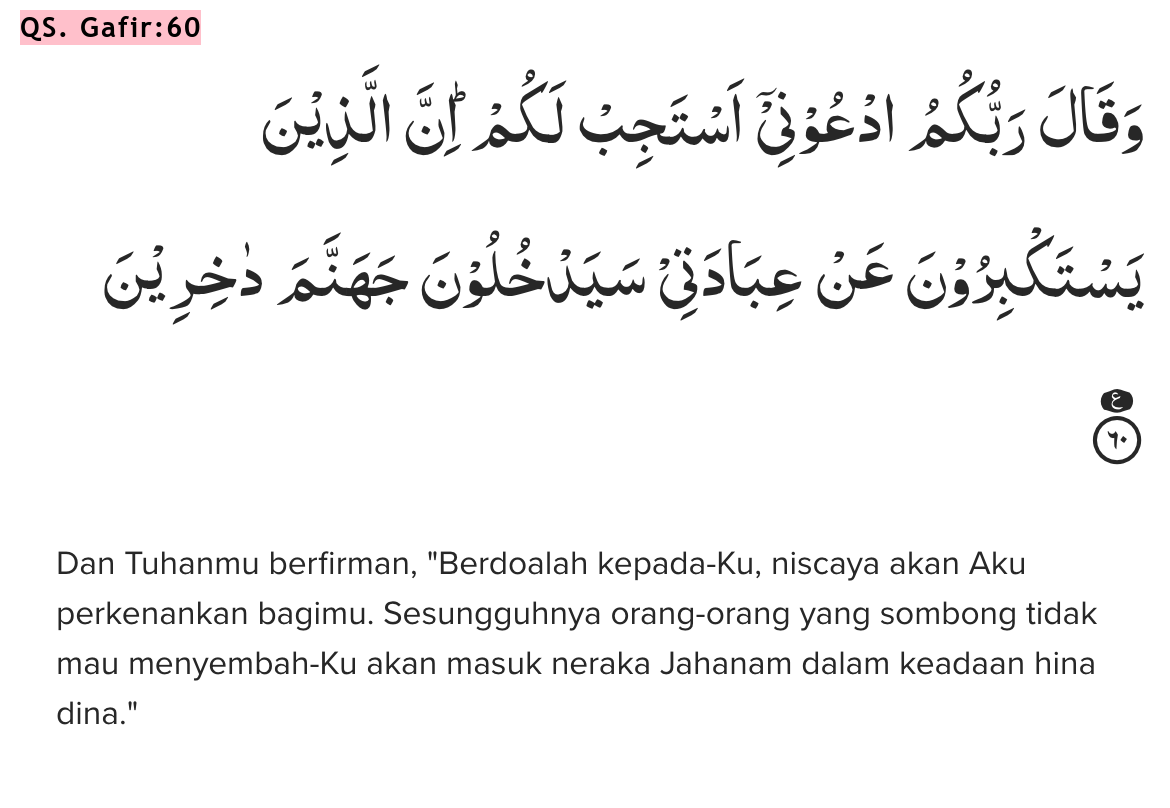 QS. Gafir:60
وَقَالَ رَبُّكُمُ ادْعُوْنِيْٓ اَسْتَجِبْ لَكُمْ ۗاِنَّ الَّذِيْنَ
يَسْتَكْبِرُوْنَ عَنْ عِبَادَتِيْ سَيَدْخُلُوْنَ جَهَنَّمَ دٰخِرِيْنَ
ع
٦٠
Dan Tuhanmu berfirman, "Berdoalah kepada-Ku, niscaya akan Aku
perkenankan bagimu. Sesungguhnya orang-orang yang sombong tidak
mau menyembah-Ku akan masuk neraka Jahanam dalam keadaan hina
dina."